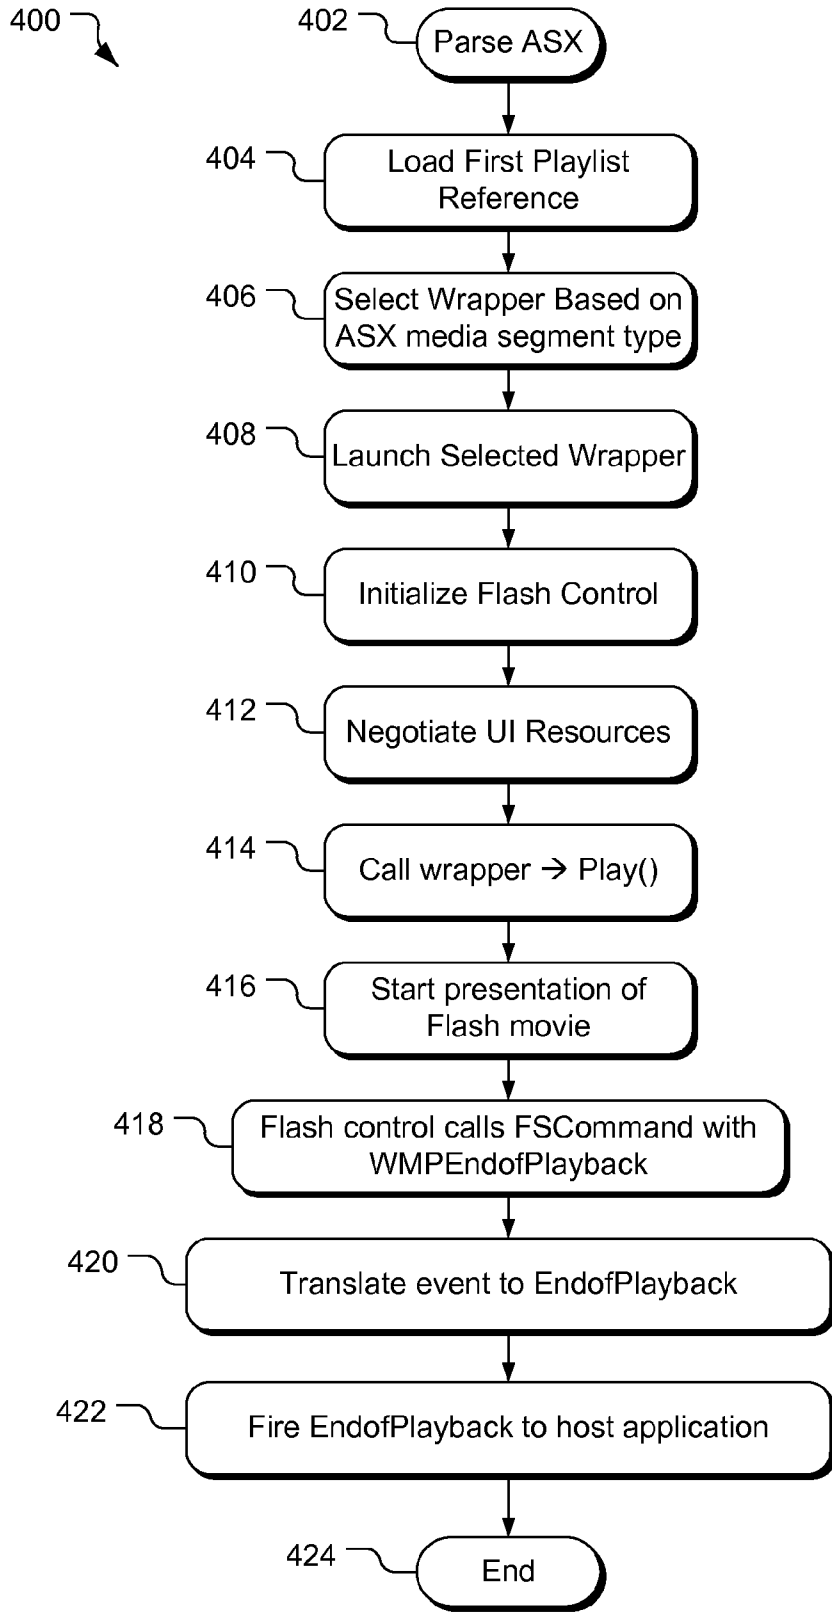 400
402
Parse ASX
404
Load First Playlist
Reference
406
Select Wrapper Based on
ASX media segment type
408
Launch Selected Wrapper
410
Initialize Flash Control
412
Negotiate UI Resources
414
Call wrapper → Play()
416
Start presentation of
Flash movie
418
Flash control calls FSCommand with
WMPEndofPlayback
420
Translate event to EndofPlayback
422
Fire EndofPlayback to host application
424
End